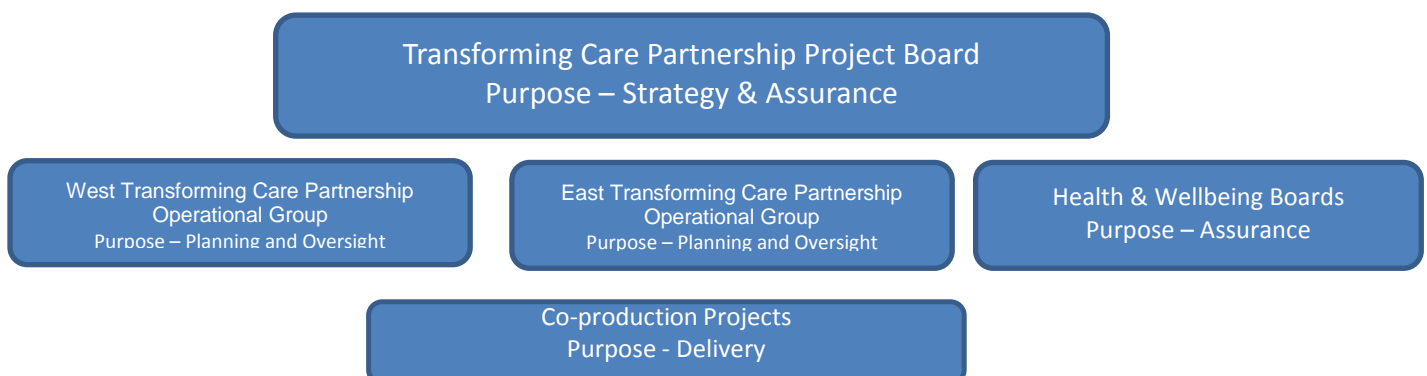 Transforming Care Partnership Project Board
Purpose – Strategy & Assurance
West Transforming Care Partnership
Operational Group
Purpose – Planning and Oversight
East Transforming Care Partnership
Operational Group
Purpose – Planning and Oversight
Health & Wellbeing Boards
Purpose – Assurance
Co-production Projects
Purpose - Delivery